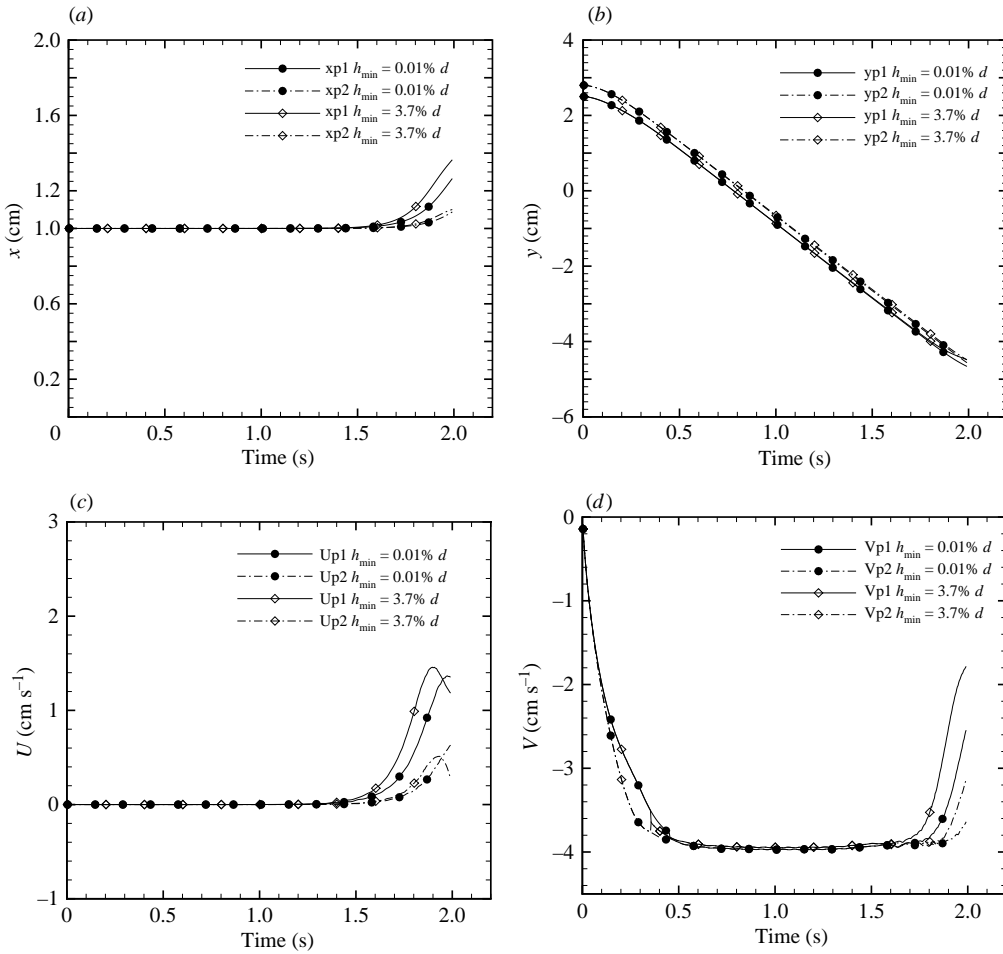 (a)
2.0
1.8
1.4
1.0
0.6
0.2
x (cm)
xp1 h_min = 0.01% d
xp2 h_min = 0.01% d
xp1 h_min = 3.7% d
xp2 h_min = 3.7% d
0 0.5 1.0 1.5 2.0
Time (s)
(b)
4
2
0
−2
−4
−6
y (cm)
yp1 h_min = 0.01% d
yp2 h_min = 0.01% d
yp1 h_min = 3.7% d
yp2 h_min = 3.7% d
0 0.5 1.0 1.5 2.0
Time (s)
(c)
3
2
1
0
−1
U (cm s⁻¹)
Up1 h_min = 0.01% d
Up2 h_min = 0.01% d
Up1 h_min = 3.7% d
Up2 h_min = 3.7% d
0 0.5 1.0 1.5 2.0
Time (s)
(d)
0
−1
−2
−3
−4
V (cm s⁻¹)
Vp1 h_min = 0.01% d
Vp2 h_min = 0.01% d
Vp1 h_min = 3.7% d
Vp2 h_min = 3.7% d
0 0.5 1.0 1.5 2.0
Time (s)